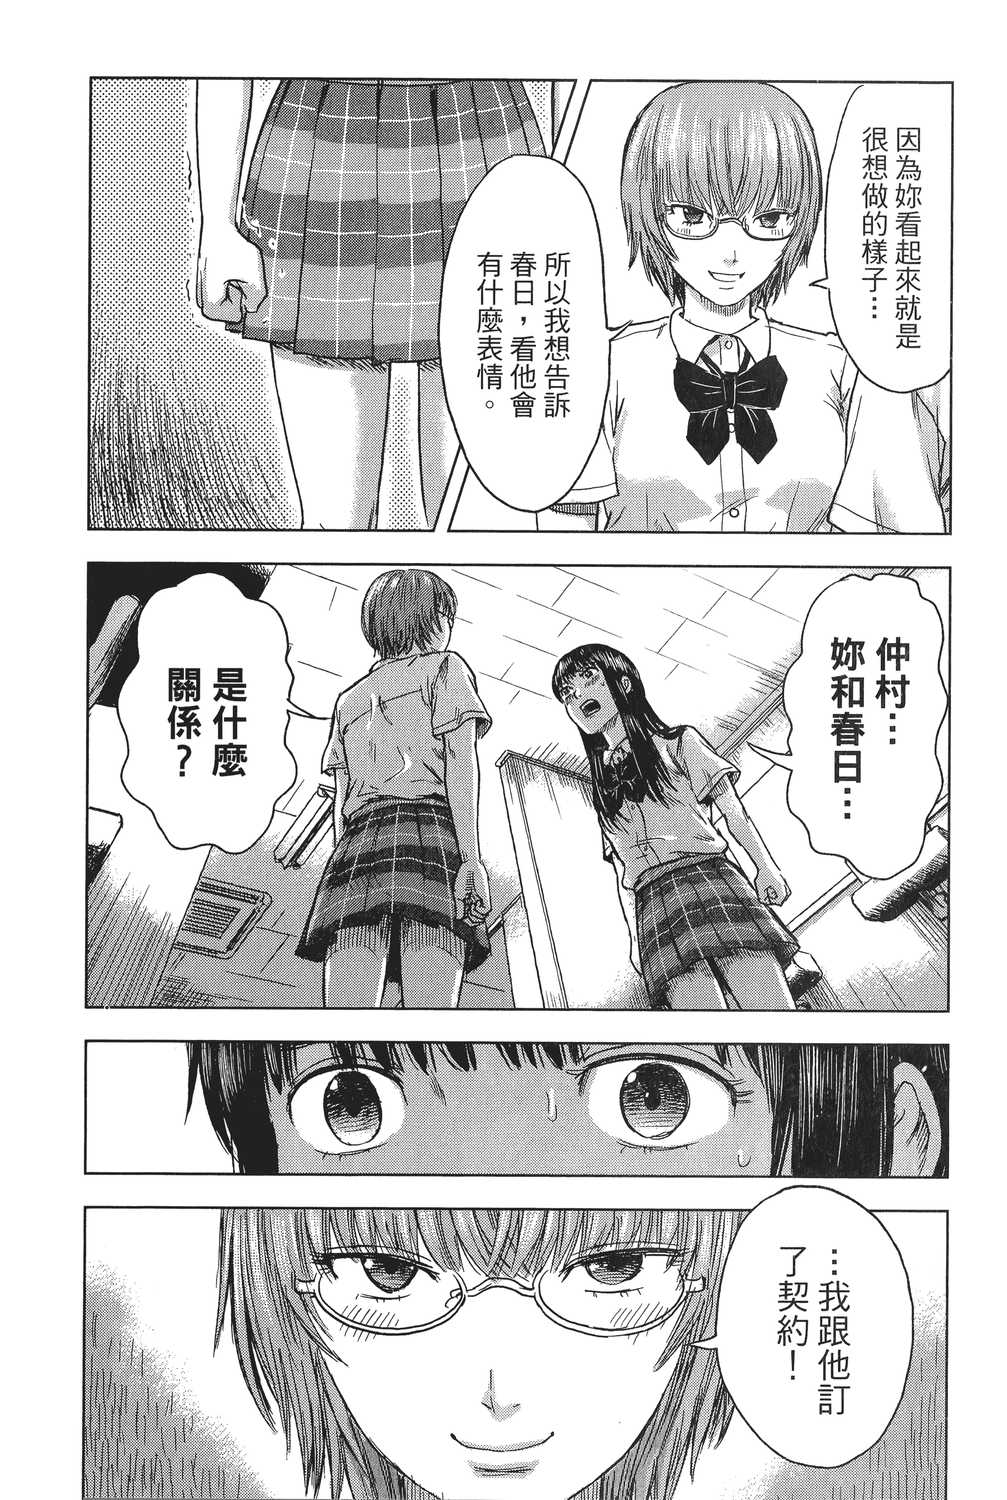 因為妳看起來就是
很想做的樣子…
所以我想告訴
春日，看他會
有什麼表情。
仲村…
妳和春日…
是什麼
關係？
…我跟他訂
了契約！